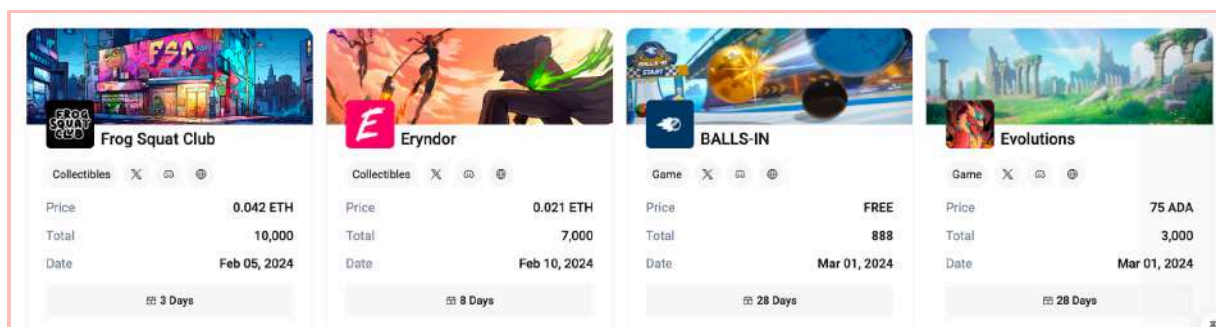 FSC
FROG
SQUAT
CLUB
Frog Squat Club
Collectibles
Price 0.042 ETH
Total 10,000
Date Feb 05, 2024
3 Days
E
Eryndor
Collectibles
Price 0.021 ETH
Total 7,000
Date Feb 10, 2024
8 Days
BALLS-IN
START
BALLS-IN
Game
Price FREE
Total 888
Date Mar 01, 2024
28 Days
Evolutions
Game
Price 75 ADA
Total 3,000
Date Mar 01, 2024
28 Days